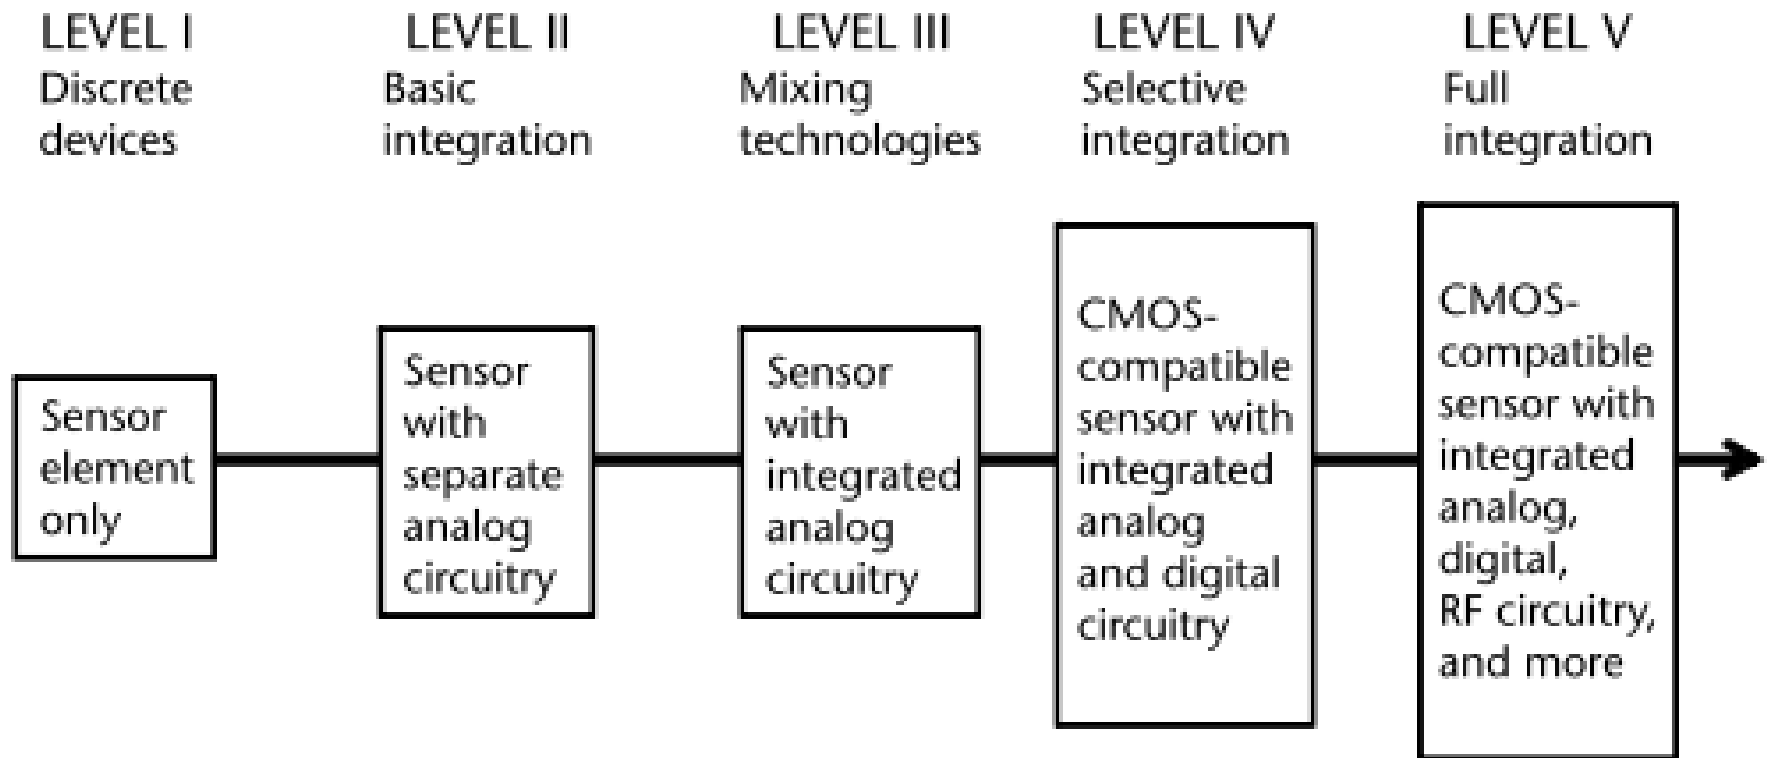 LEVEL I
Discrete
devices
LEVEL II
Basic
integration
LEVEL III
Mixing
technologies
LEVEL IV
Selective
integration
LEVEL V
Full
integration
Sensor
element
only
Sensor
with
separate
analog
circuitry
Sensor
with
integrated
analog
circuitry
CMOS-
compatible
sensor with
integrated
analog
and digital
circuitry
CMOS-
compatible
sensor with
integrated
analog,
digital,
RF circuitry,
and more